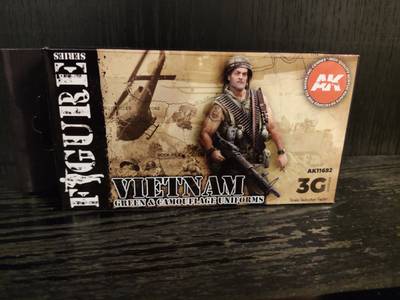 FIGURE
SERIES
VIETNAM
GREEN & CAMOUFLAGE UNIFORMS
AK
AK11682
3G